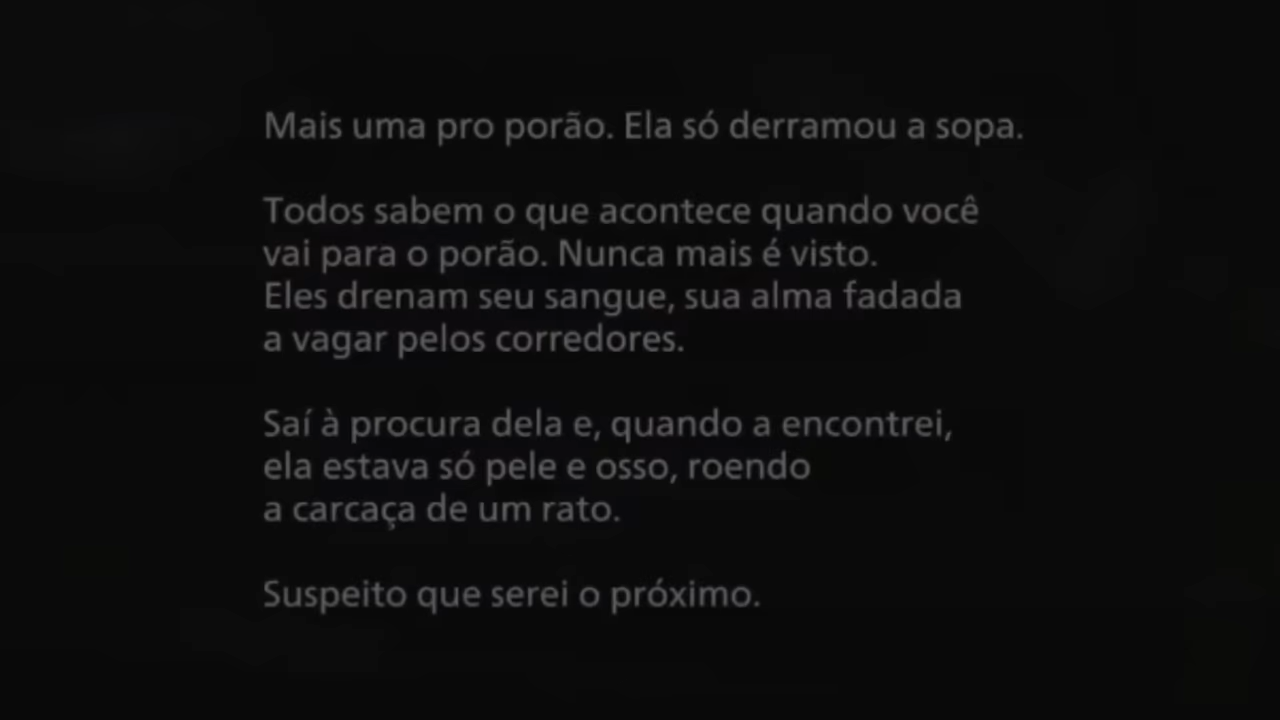 Mais uma pro porão. Ela só derramou a sopa.
Todos sabem o que acontece quando você
vai para o porão. Nunca mais é visto.
Eles drenam seu sangue, sua alma fadada
a vagar pelos corredores.
Saí à procura dela e, quando a encontrei,
ela estava só pele e osso, roendo
a carcaça de um rato.
Suspeito que serei o próximo.